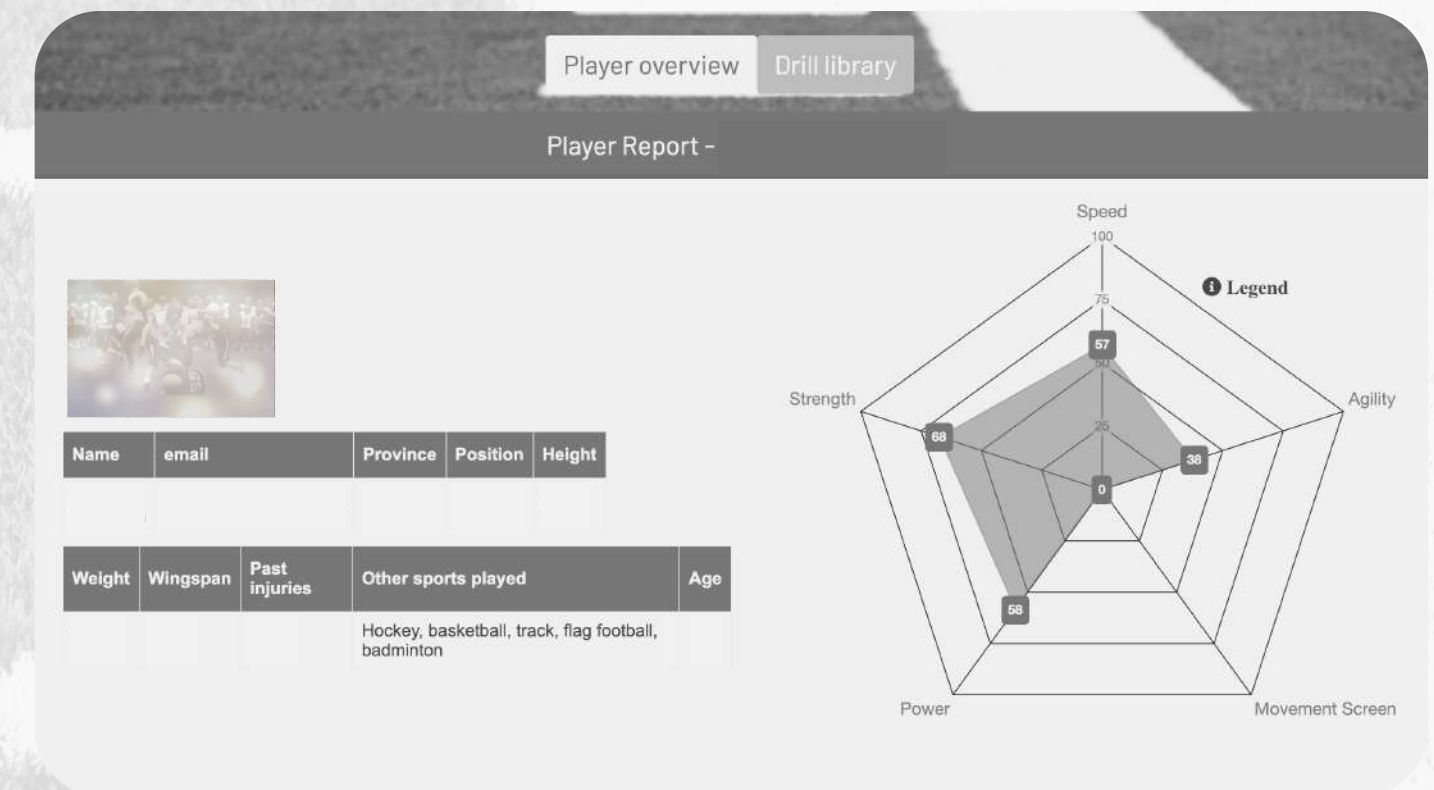 Player overview
Drill library
Player Report -
Name
email
Province
Position
Height
Weight
Wingspan
Past
injuries
Other sports played
Age
Hockey, basketball, track, flag football,
badminton
Speed
100
Legend
75
57
50
Strength
Agility
68
25
38
0
58
Power
Movement Screen